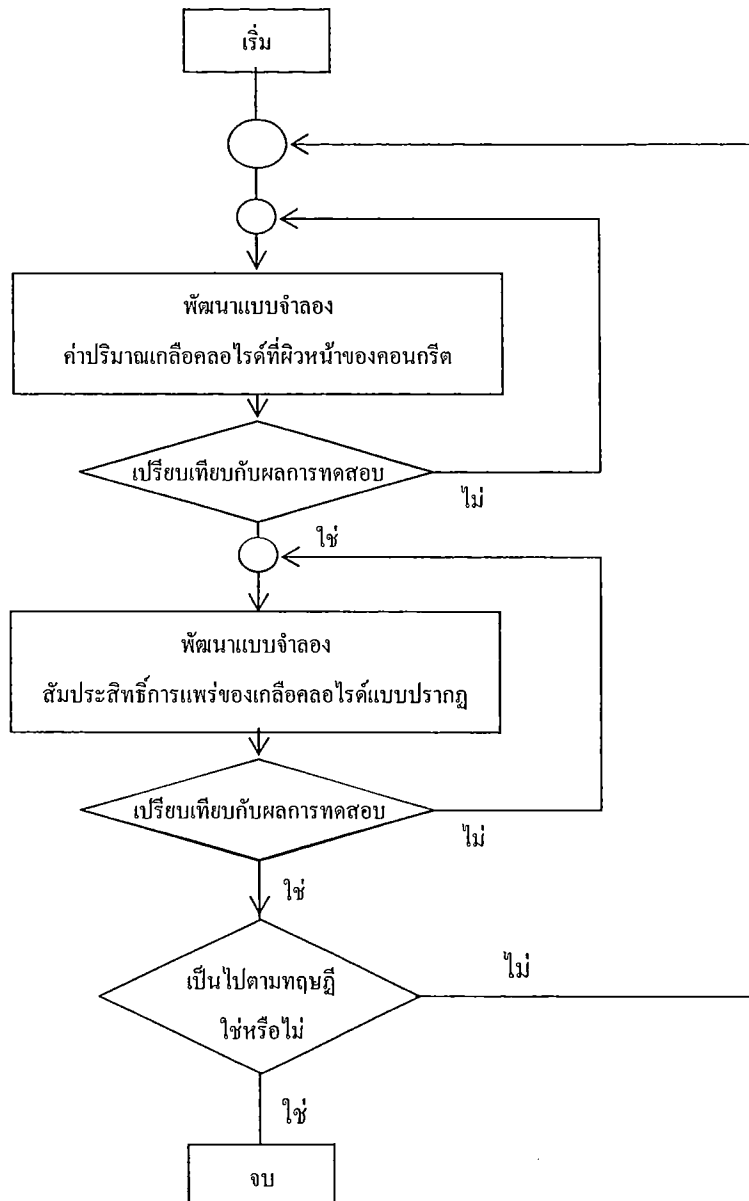 เริ่ม
พัฒนาแบบจำลอง
ค่าปริมาณเกลือคลอไรด์ที่ผิวหน้าของคอนกรีต
เปรียบเทียบกับผลการทดสอบ
ไม่
ใช่
พัฒนาแบบจำลอง
สัมประสิทธิ์การแพร่ของเกลือคลอไรด์แบบปรากฏ
เปรียบเทียบกับผลการทดสอบ
ไม่
ใช่
เป็นไปตามทฤษฎี
ใช่หรือไม่
ไม่
ใช่
จบ